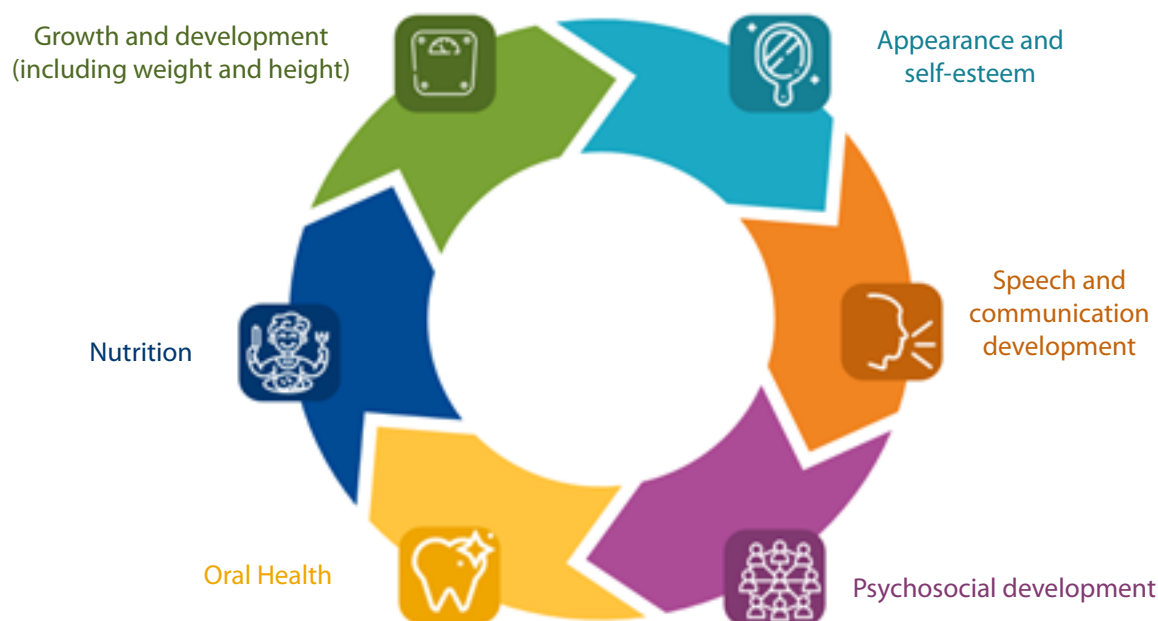 Growth and development
(including weight and height)
Appearance and
self-esteem
Speech and
communication
development
Nutrition
Oral Health
Psychosocial development